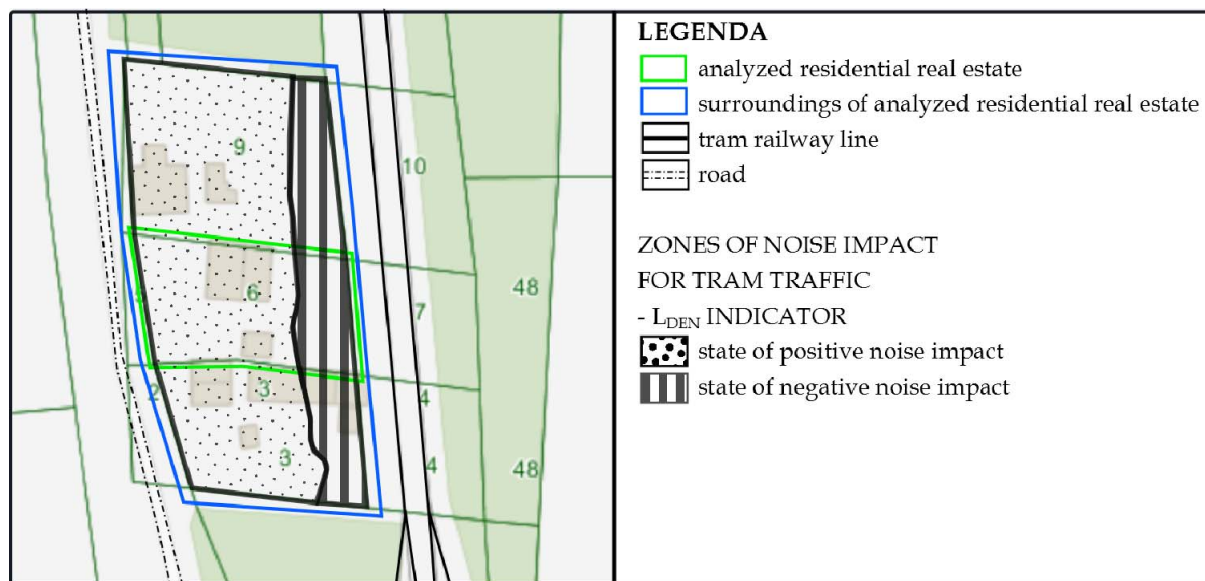 LEGENDA
analyzed residential real estate
surroundings of analyzed residential real estate
tram railway line
road
ZONES OF NOISE IMPACT
FOR TRAM TRAFFIC
- LDEN INDICATOR
state of positive noise impact
state of negative noise impact
9
10
6
7
48
2
3
4
3
4
48